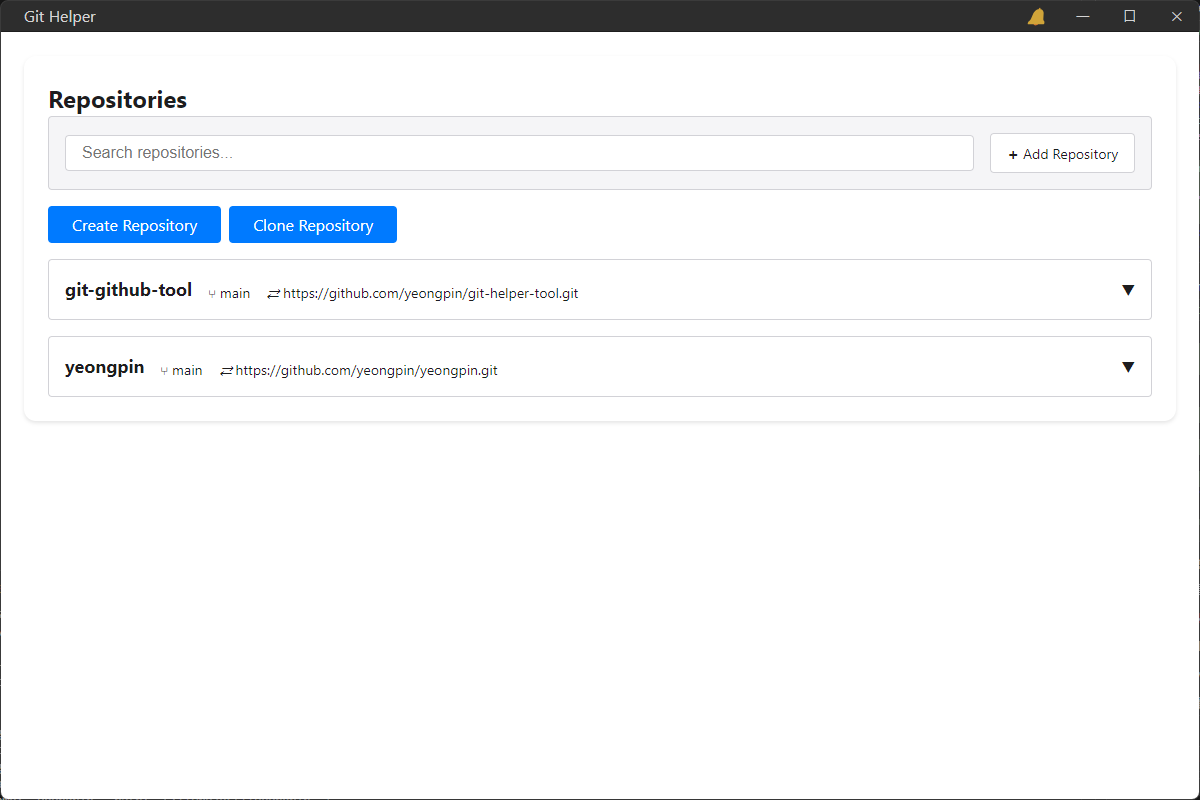 Git Helper
Repositories
Search repositories...
+ Add Repository
Create Repository
Clone Repository
git-github-tool main https://github.com/yeongpin/git-helper-tool.git
yeongpin main https://github.com/yeongpin/yeongpin.git